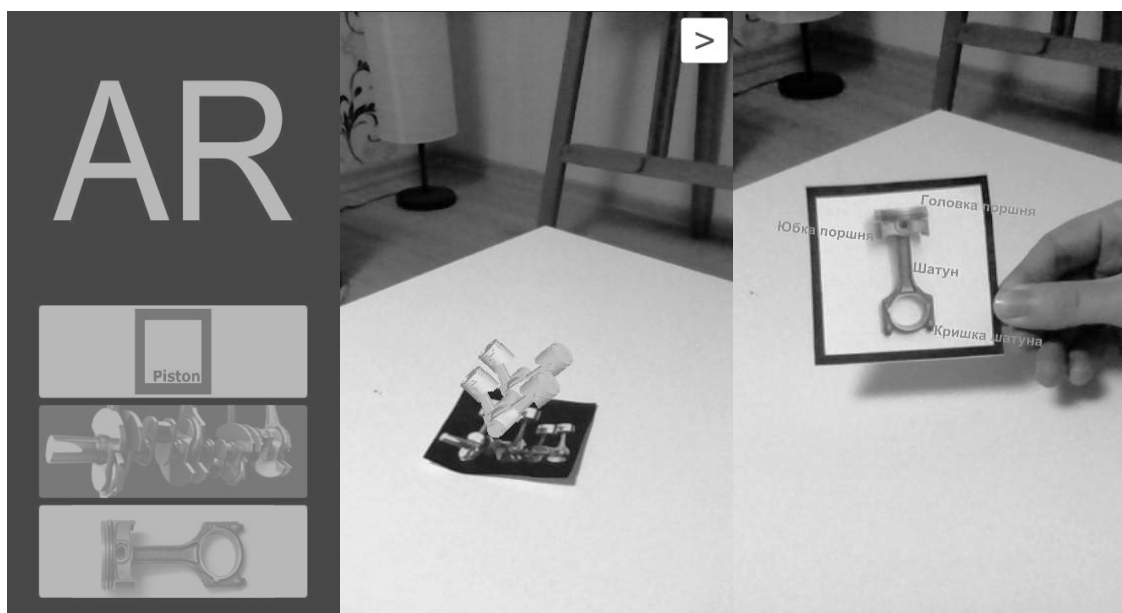 AR
Piston
>
Головка поршня
Юбка поршня
Шатун
Кришка шатуна